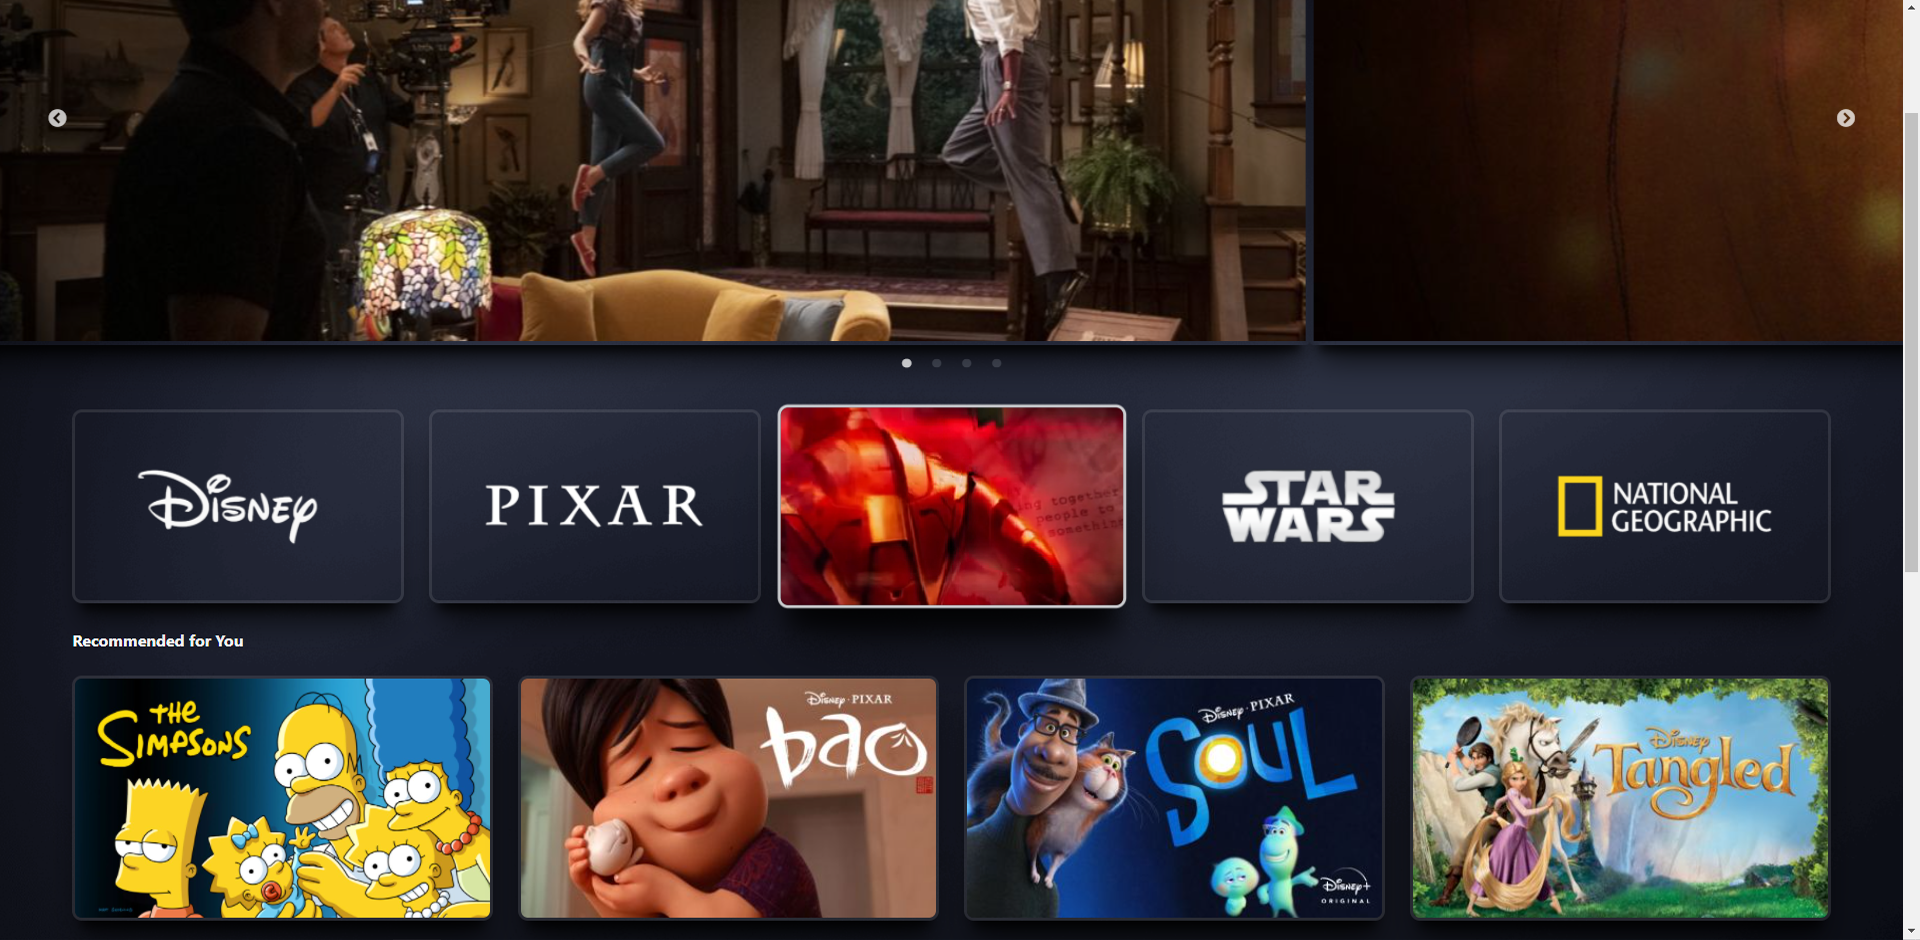 DISNEY
PIXAR
ing together
people to
somethin
STAR
WARS
NATIONAL
GEOGRAPHIC
Recommended for You
THE
SIMPSONS
DISNEY · PIXAR
bao
DISNEY · PIXAR
SOUL
Disney+
ORIGINAL
DISNEY
Tangled